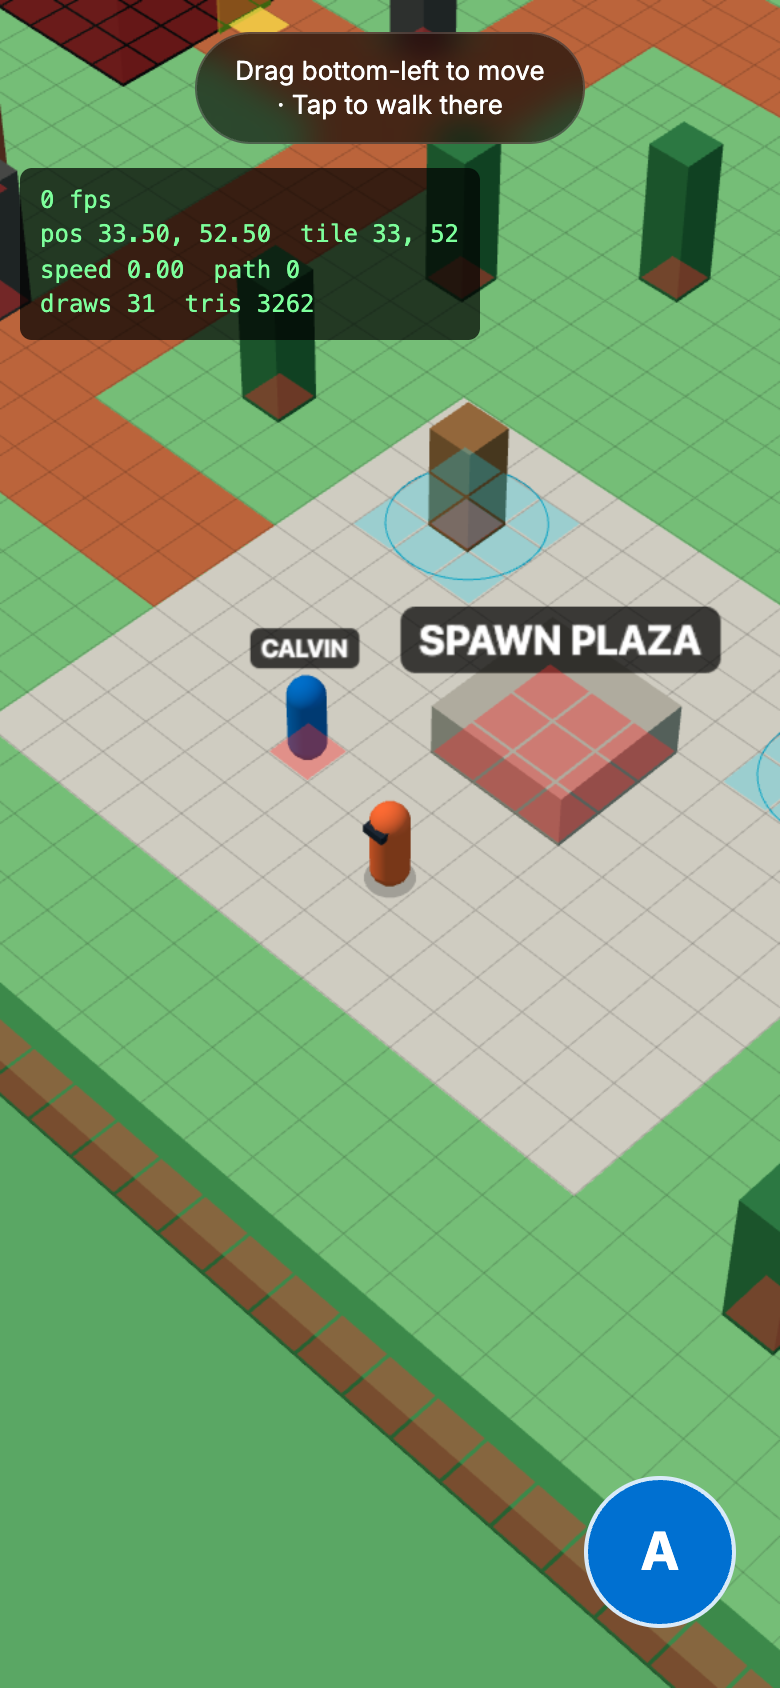 Drag bottom-left to move
· Tap to walk there
0 fps
pos 33.50, 52.50  tile 33, 52
speed 0.00  path 0
draws 31  tris 3262
CALVIN
SPAWN PLAZA
A